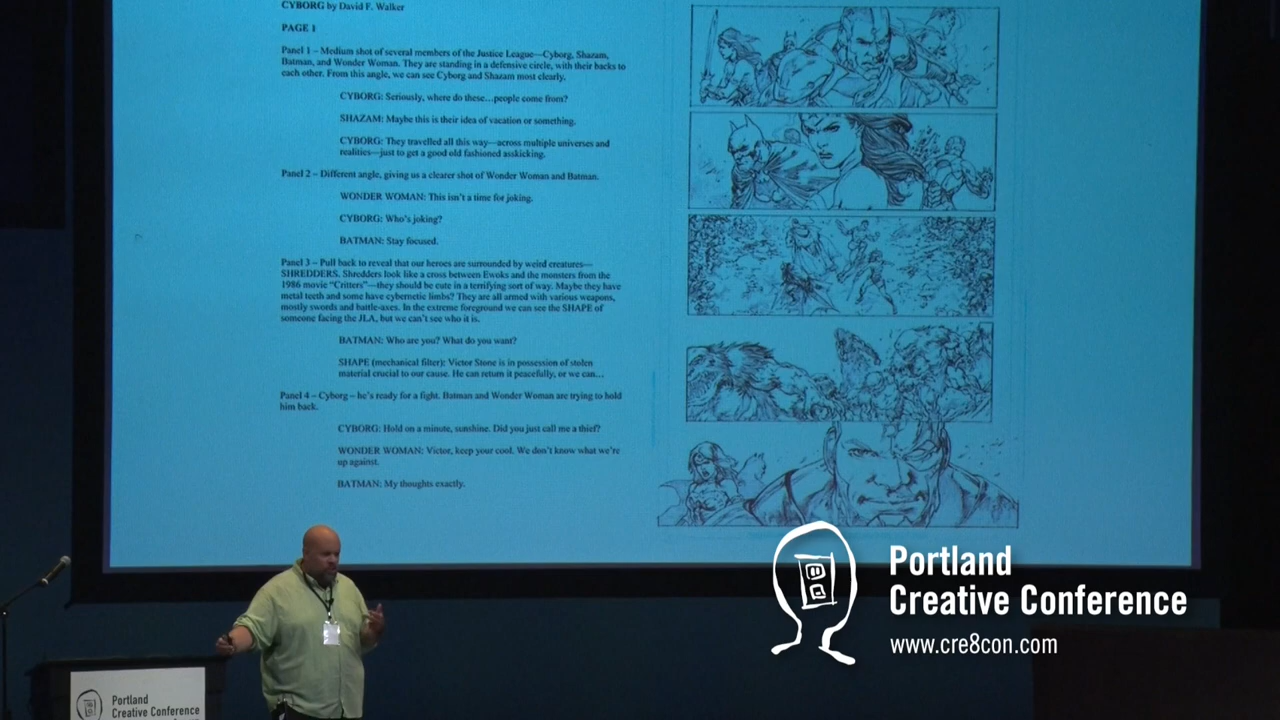 CYBORG by David F. Walker
PAGE 1
Panel 1 – Medium shot of several members of the Justice League—Cyborg, Shazam,
Batman, and Wonder Woman. They are standing in a defensive circle, with their backs to
each other. From this angle, we can see Cyborg and Shazam most clearly.
CYBORG: Seriously, where do these…people come from?
SHAZAM: Maybe this is their idea of vacation or something.
CYBORG: They travelled all this way—across multiple universes and
realities—just to get a good old fashioned asskicking.
Panel 2 – Different angle, giving us a clearer shot of Wonder Woman and Batman.
WONDER WOMAN: This isn't a time for joking.
CYBORG: Who's joking?
BATMAN: Stay focused.
Panel 3 – Pull back to reveal that our heroes are surrounded by weird creatures—
SHREDDERS. Shredders look like a cross between Ewoks and the monsters from the
1986 movie "Critters"—they should be cute in a terrifying sort of way. Maybe they have
metal teeth and some have cybernetic limbs? They are all armed with various weapons,
mostly swords and battle-axes. In the extreme foreground we can see the SHAPE of
someone facing the JLA, but we can't see who it is.
BATMAN: Who are you? What do you want?
SHAPE (mechanical filter): Victor Stone is in possession of stolen
material crucial to our cause. He can return it peacefully, or we can…
Panel 4 – Cyborg – he's ready for a fight. Batman and Wonder Woman are trying to hold
him back.
CYBORG: Hold on a minute, sunshine. Did you just call me a thief?
WONDER WOMAN: Victor, keep your cool. We don't know what we're
up against.
BATMAN: My thoughts exactly.
Portland
Creative Conference
www.cre8con.com
Portland
Creative Conference